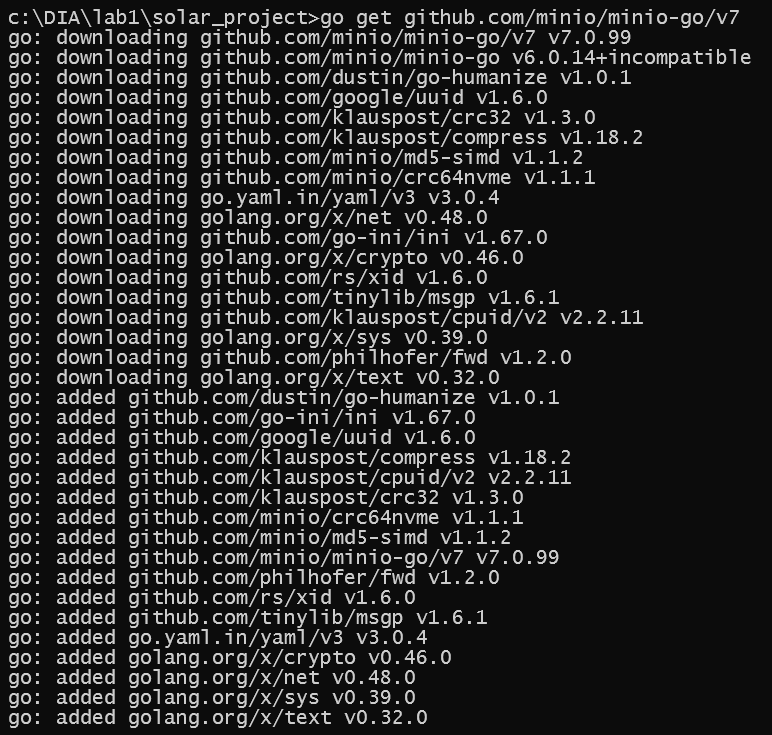 c:\DIA\lab1\solar_project>go get github.com/minio/minio-go/v7
go: downloading github.com/minio/minio-go/v7 v7.0.99
go: downloading github.com/minio/minio-go v6.0.14+incompatible
go: downloading github.com/dustin/go-humanize v1.0.1
go: downloading github.com/google/uuid v1.6.0
go: downloading github.com/klauspost/crc32 v1.3.0
go: downloading github.com/klauspost/compress v1.18.2
go: downloading github.com/minio/md5-simd v1.1.2
go: downloading github.com/minio/crc64nvme v1.1.1
go: downloading go.yaml.in/yaml/v3 v3.0.4
go: downloading golang.org/x/net v0.48.0
go: downloading github.com/go-ini/ini v1.67.0
go: downloading golang.org/x/crypto v0.46.0
go: downloading github.com/rs/xid v1.6.0
go: downloading github.com/tinylib/msgp v1.6.1
go: downloading github.com/klauspost/cpuid/v2 v2.2.11
go: downloading golang.org/x/sys v0.39.0
go: downloading github.com/philhofer/fwd v1.2.0
go: downloading golang.org/x/text v0.32.0
go: added github.com/dustin/go-humanize v1.0.1
go: added github.com/go-ini/ini v1.67.0
go: added github.com/google/uuid v1.6.0
go: added github.com/klauspost/compress v1.18.2
go: added github.com/klauspost/cpuid/v2 v2.2.11
go: added github.com/klauspost/crc32 v1.3.0
go: added github.com/minio/crc64nvme v1.1.1
go: added github.com/minio/md5-simd v1.1.2
go: added github.com/minio/minio-go/v7 v7.0.99
go: added github.com/philhofer/fwd v1.2.0
go: added github.com/rs/xid v1.6.0
go: added github.com/tinylib/msgp v1.6.1
go: added go.yaml.in/yaml/v3 v3.0.4
go: added golang.org/x/crypto v0.46.0
go: added golang.org/x/net v0.48.0
go: added golang.org/x/sys v0.39.0
go: added golang.org/x/text v0.32.0